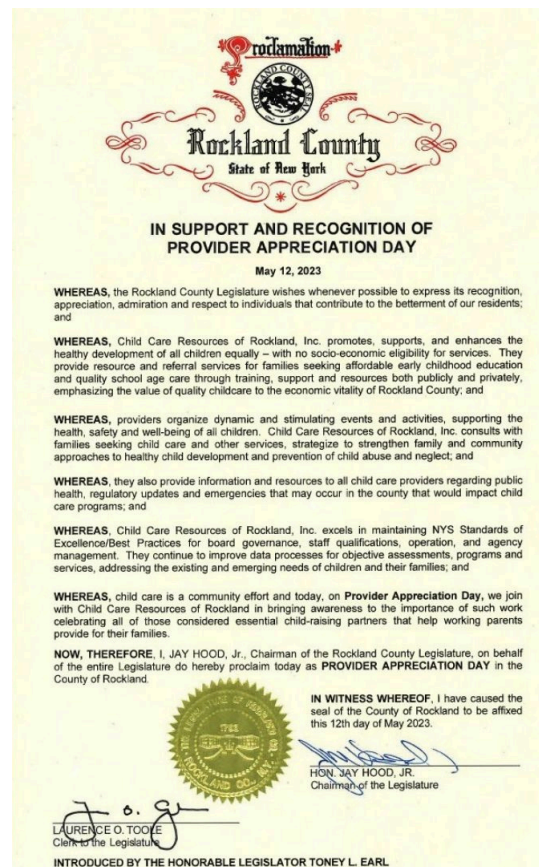 Proclamation
ROCKLAND COUNTY SEAL
Rockland County
State of New York
IN SUPPORT AND RECOGNITION OF
PROVIDER APPRECIATION DAY
May 12, 2023
WHEREAS, the Rockland County Legislature wishes whenever possible to express its recognition,
appreciation, admiration and respect to individuals that contribute to the betterment of our residents;
and
WHEREAS, Child Care Resources of Rockland, Inc. promotes, supports, and enhances the
healthy development of all children equally – with no socio-economic eligibility for services. They
provide resource and referral services for families seeking affordable early childhood education
and quality school age care through training, support and resources both publicly and privately,
emphasizing the value of quality childcare to the economic vitality of Rockland County; and
WHEREAS, providers organize dynamic and stimulating events and activities, supporting the
health, safety and well-being of all children. Child Care Resources of Rockland, Inc. consults with
families seeking child care and other services, strategize to strengthen family and community
approaches to healthy child development and prevention of child abuse and neglect; and
WHEREAS, they also provide information and resources to all child care providers regarding public
health, regulatory updates and emergencies that may occur in the county that would impact child
care programs; and
WHEREAS, Child Care Resources of Rockland, Inc. excels in maintaining NYS Standards of
Excellence/Best Practices for board governance, staff qualifications, operation, and agency
management. They continue to improve data processes for objective assessments, programs and
services, addressing the existing and emerging needs of children and their families; and
WHEREAS, child care is a community effort and today, on Provider Appreciation Day, we join
with Child Care Resources of Rockland in bringing awareness to the importance of such work
celebrating all of those considered essential child-raising partners that help working parents
provide for their families.
NOW, THEREFORE, I, JAY HOOD, Jr., Chairman of the Rockland County Legislature, on behalf
of the entire Legislature do hereby proclaim today as PROVIDER APPRECIATION DAY in the
County of Rockland.
IN WITNESS WHEREOF, I have caused the
seal of the County of Rockland to be affixed
this 12th day of May 2023.
HON. JAY HOOD, JR.
Chairman of the Legislature
LAURENCE O. TOOLE
Clerk to the Legislature
INTRODUCED BY THE HONORABLE LEGISLATOR TONEY L. EARL